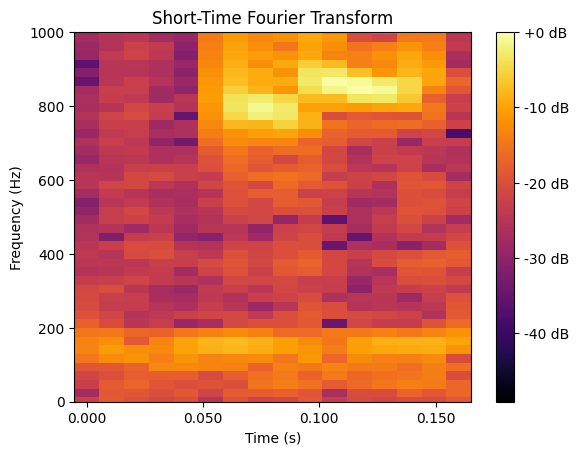 Short-Time Fourier Transform
Frequency (Hz)
1000
800
600
400
200
0
0.000
0.050
0.100
0.150
Time (s)
+0 dB
-10 dB
-20 dB
-30 dB
-40 dB